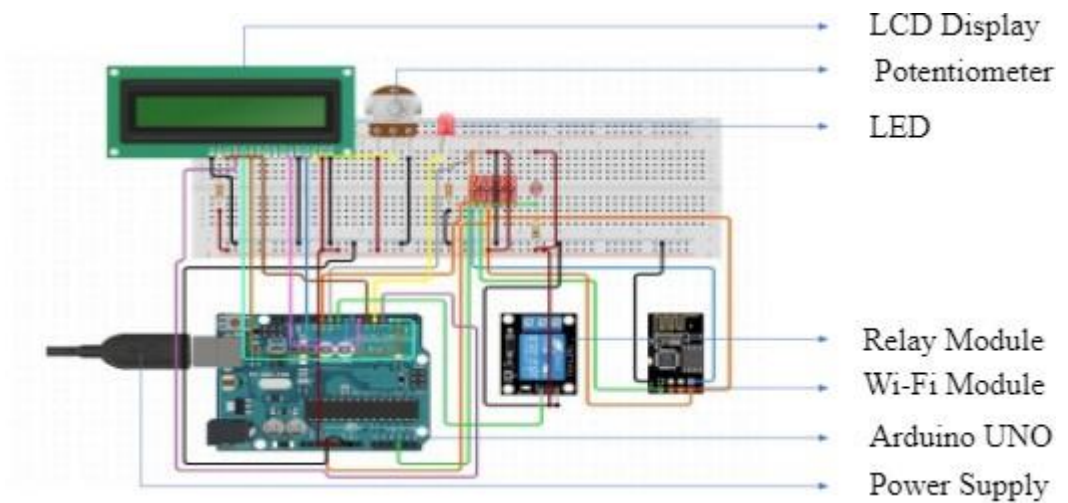 LCD Display
Potentiometer
LED
Relay Module
Wi-Fi Module
Arduino UNO
Power Supply